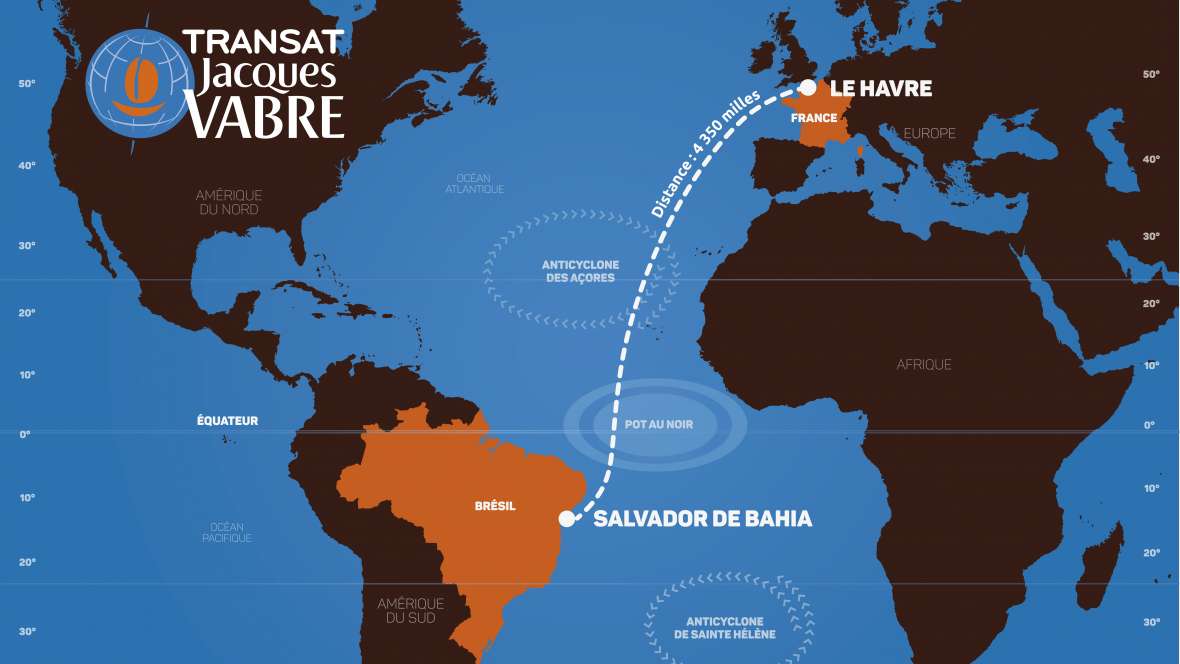 TRANSAT
Jacques
VABRE
50°
40°
30°
20°
10°
0°
10°
20°
30°
50°
40°
30°
20°
10°
0°
10°
20°
30°
LE HAVRE
FRANCE
EUROPE
Distance : 4 350 milles
OCÉAN
ATLANTIQUE
AMÉRIQUE
DU NORD
ANTICYCLONE
DES AÇORES
AFRIQUE
ÉQUATEUR
POT AU NOIR
BRÉSIL
SALVADOR DE BAHIA
OCÉAN
PACIFIQUE
AMÉRIQUE
DU SUD
ANTICYCLONE
DE SAINTE HÉLÈNE